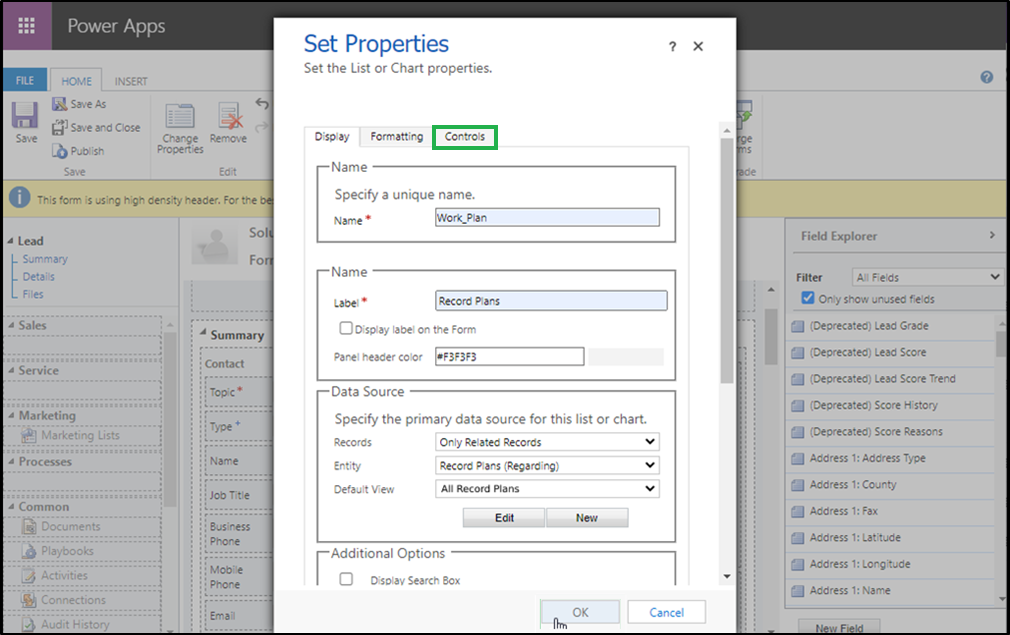 Power Apps
FILE
HOME
INSERT
Save
Save As
Save and Close
Publish
Save
Change
Properties
Remove
Edit
This form is using high density header. For the
Lead
Summary
Details
Files
Sales
Service
Marketing
Marketing Lists
Processes
Common
Documents
Playbooks
Activities
Connections
Audit History
Summary
Contact
Topic*
Type+
Name
Job Title
Business
Phone
Mobile
Phone
Email
Set Properties
?
Set the List or Chart properties.
Display
Formatting
Controls
Name
Specify a unique name.
Name*
Work_Plan
Name
Label*
Record Plans
Display label on the Form
Panel header color
#F3F3F3
Data Source
Specify the primary data source for this list or chart.
Records
Only Related Records
Entity
Record Plans (Regarding)
Default View
All Record Plans
Edit
New
Additional Options
Display Search Box
OK
Cancel
?
Field Explorer
Filter
All Fields
Only show unused fields
(Deprecated) Lead Grade
(Deprecated) Lead Score
(Deprecated) Lead Score Trend
(Deprecated) Score History
(Deprecated) Score Reasons
Address 1: Address Type
Address 1: County
Address 1: Fax
Address 1: Latitude
Address 1: Longitude
Address 1: Name
New Field